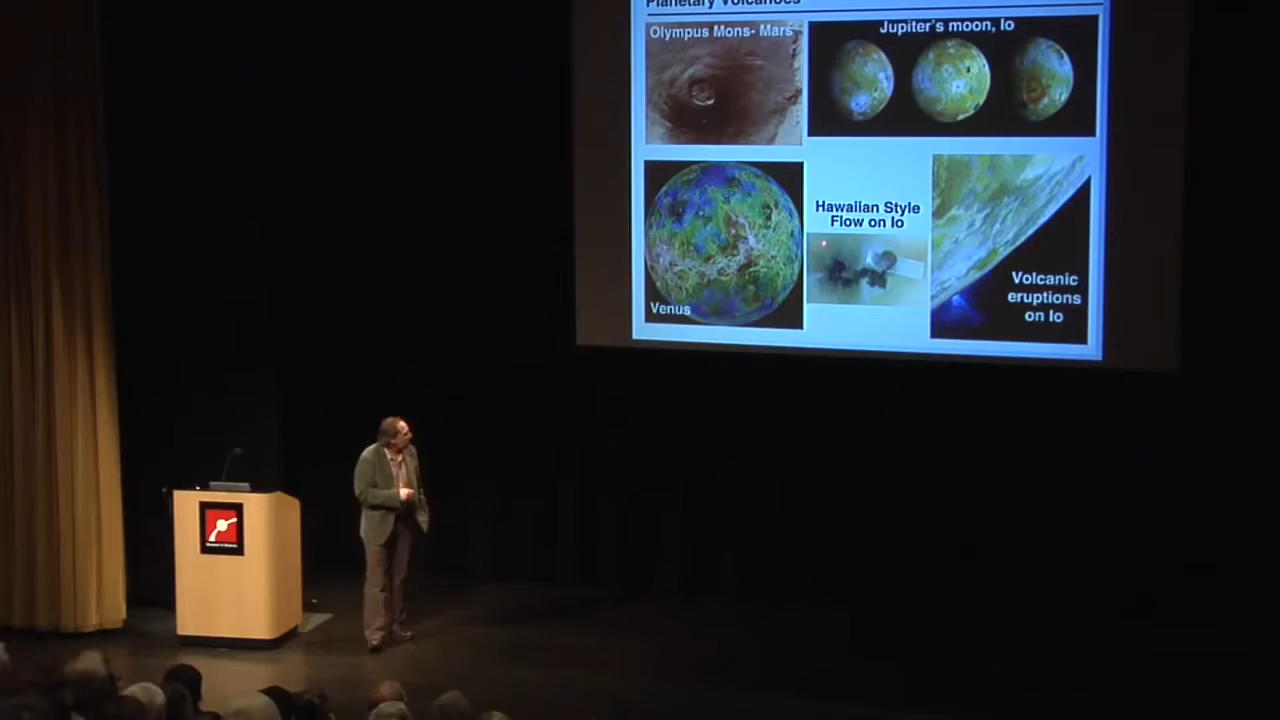 Planetary Volcanoes
Olympus Mons- Mars
Jupiter's moon, Io
Hawaiian Style
Flow on Io
Venus
Volcanic
eruptions
on Io